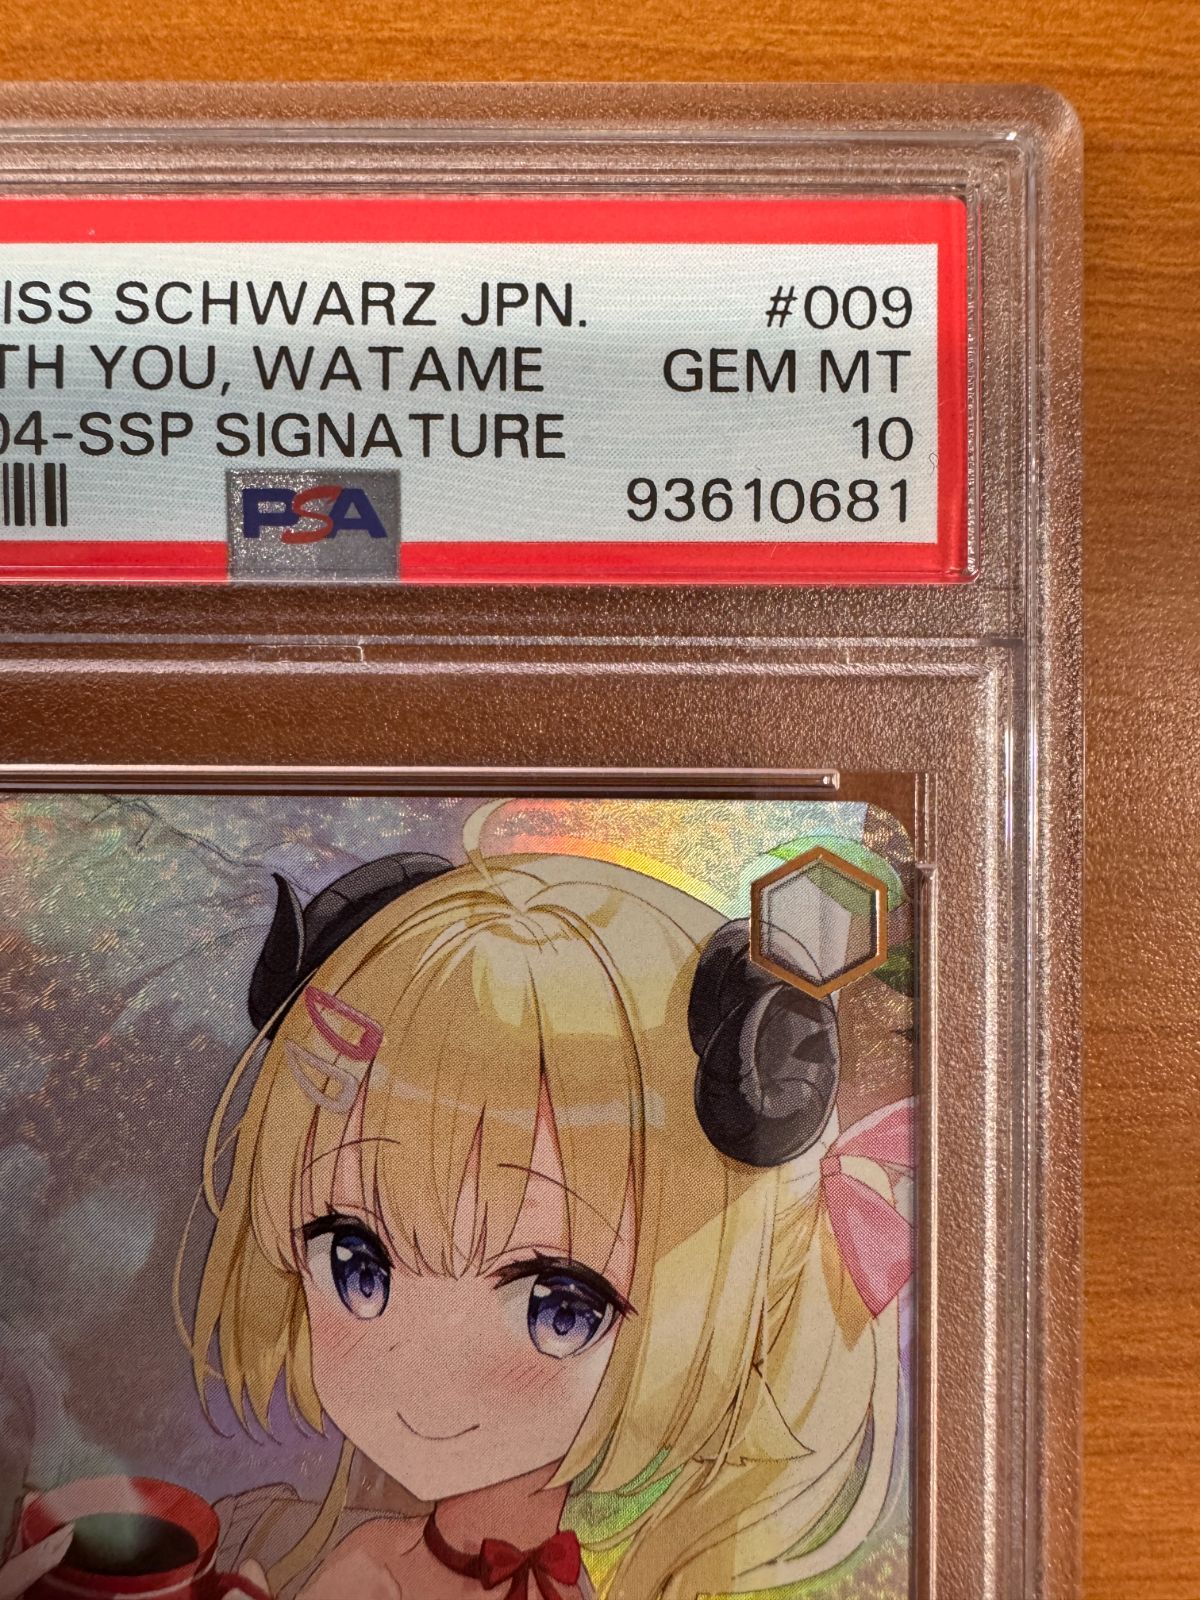 ISS SCHWARZ JPN. #009
TH YOU, WATAME GEM MT
04-SSP SIGNATURE 10
PSA 93610681